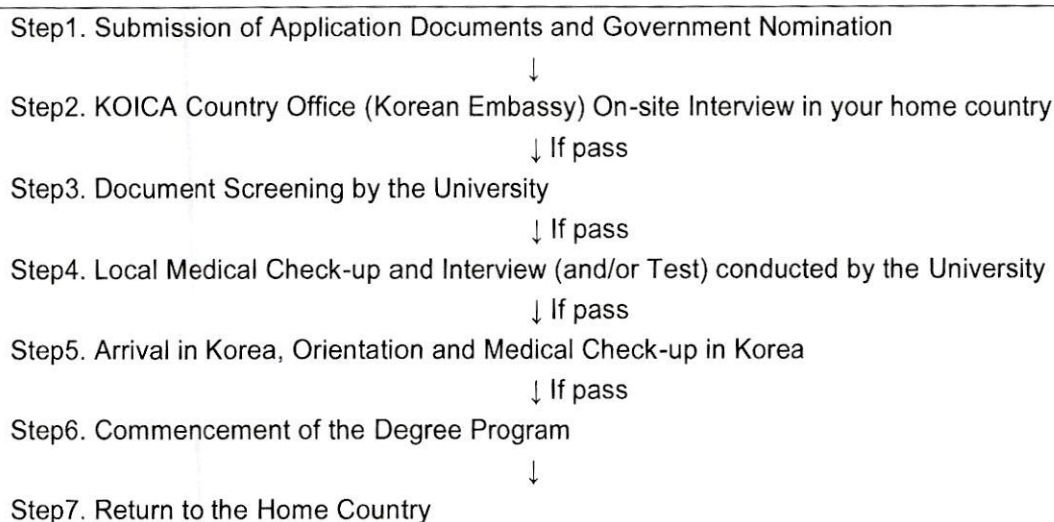 Step1. Submission of Application Documents and Government Nomination
↓
Step2. KOICA Country Office (Korean Embassy) On-site Interview in your home country
↓ If pass
Step3. Document Screening by the University
↓ If pass
Step4. Local Medical Check-up and Interview (and/or Test) conducted by the University
↓ If pass
Step5. Arrival in Korea, Orientation and Medical Check-up in Korea
↓ If pass
Step6. Commencement of the Degree Program
↓
Step7. Return to the Home Country